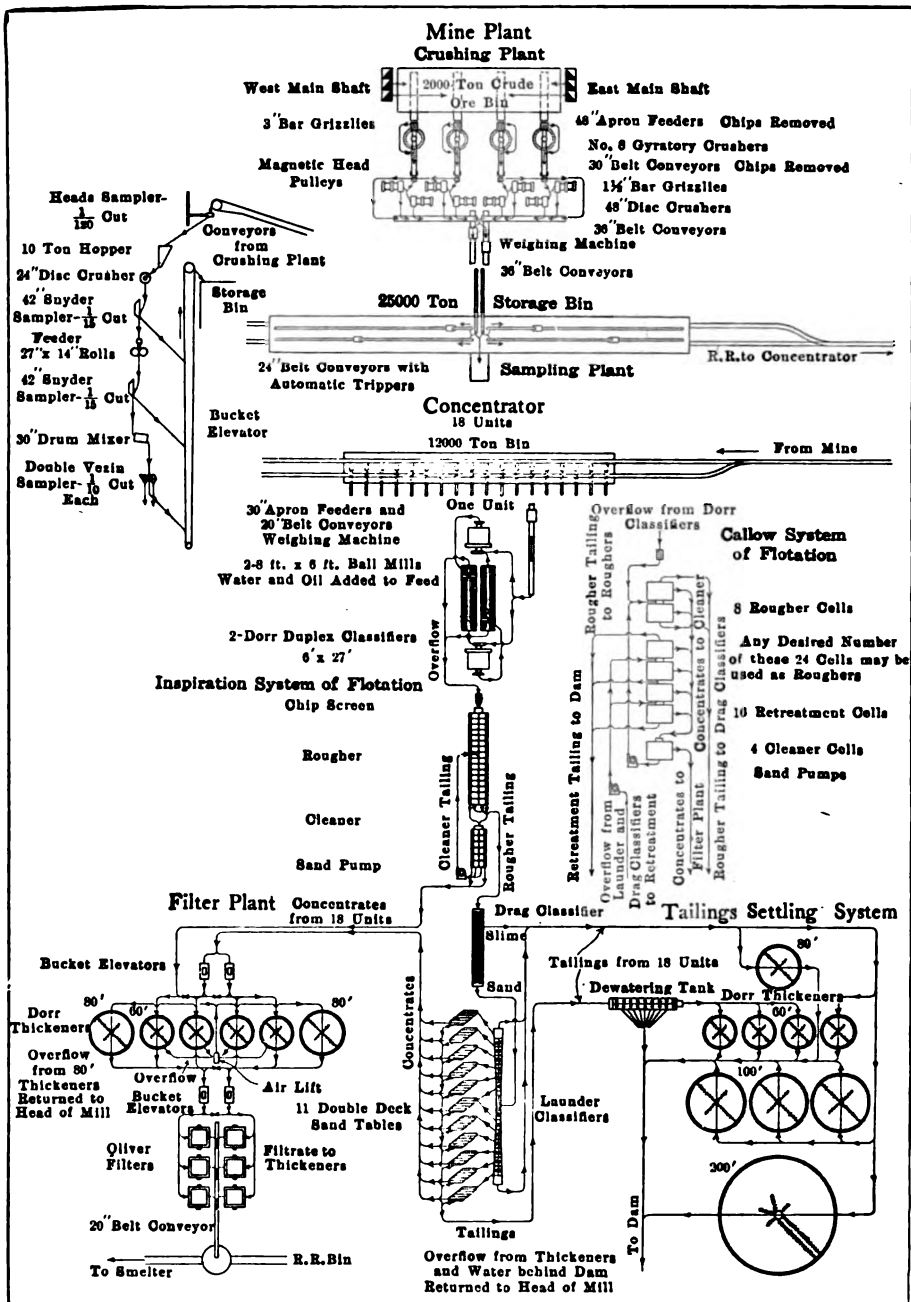 Mine Plant
Crushing Plant
West Main Shaft
2000-Ton Crude
Ore Bin
East Main Shaft
3" Bar Grizzlies
48" Apron Feeders Chips Removed
No. 8 Gyratory Crushers
Magnetic Head
Pulleys
30" Belt Conveyors Chips Removed
1½" Bar Grizzlies
48" Disc Crushers
36" Belt Conveyors
Weighing Machine
36" Belt Conveyors
Heads Sampler-
1/120 Cut
Conveyors
from
Crushing Plant
10 Ton Hopper
24" Disc Crusher
42" Snyder
Sampler-1/15 Cut
Feeder
27" x 14" Rolls
42" Snyder
Sampler-1/15 Cut
30" Drum Mixer
Double Vezin
Sampler-1/10 Cut
Each
Storage
Bin
Bucket
Elevator
25000 Ton Storage Bin
R.R. to Concentrator
24" Belt Conveyors with
Automatic Trippers
Sampling Plant
Concentrator
18 Units
12000 Ton Bin
From Mine
One Unit
30" Apron Feeders and
20" Belt Conveyors
Weighing Machine
2-8 ft. x 6 ft. Ball Mills
Water and Oil Added to Feed
2-Dorr Duplex Classifiers
6' x 27'
Overflow
Overflow from Dorr
Classifiers
Callow System
of Flotation
Rougher Tailing
to Roughers
8 Rougher Cells
Any Desired Number
of these 24 Cells may be
used as Roughers
16 Retreatment Cells
4 Cleaner Cells
Sand Pumps
Retreatment Tailing to Dam
Overflow from
Launder and
Drag Classifiers
to Retreatment
Concentrates to
Filter Plant
Concentrates to Cleaner
Rougher Tailing to Drag Classifiers
Inspiration System of Flotation
Chip Screen
Rougher
Cleaner
Sand Pump
Cleaner Tailing
Rougher Tailing
Filter Plant
Concentrates
from 18 Units
Bucket Elevators
80'
60'
80'
Dorr
Thickeners
Overflow
from 80'
Thickeners
Returned to
Head of Mill
Overflow
Air Lift
Bucket
Elevators
Oliver
Filters
Filtrate to
Thickeners
20" Belt Conveyor
To Smelter
R.R. Bin
Concentrates
Drag Classifier
Slime
Sand
11 Double Deck
Sand Tables
Launder
Classifiers
Tailings
Overflow from Thickeners
and Water behind Dam
Returned to Head of Mill
Tailings Settling System
80'
Tailings from 18 Units
Dewatering Tank
Dorr Thickeners
60'
100'
200'
To Dam